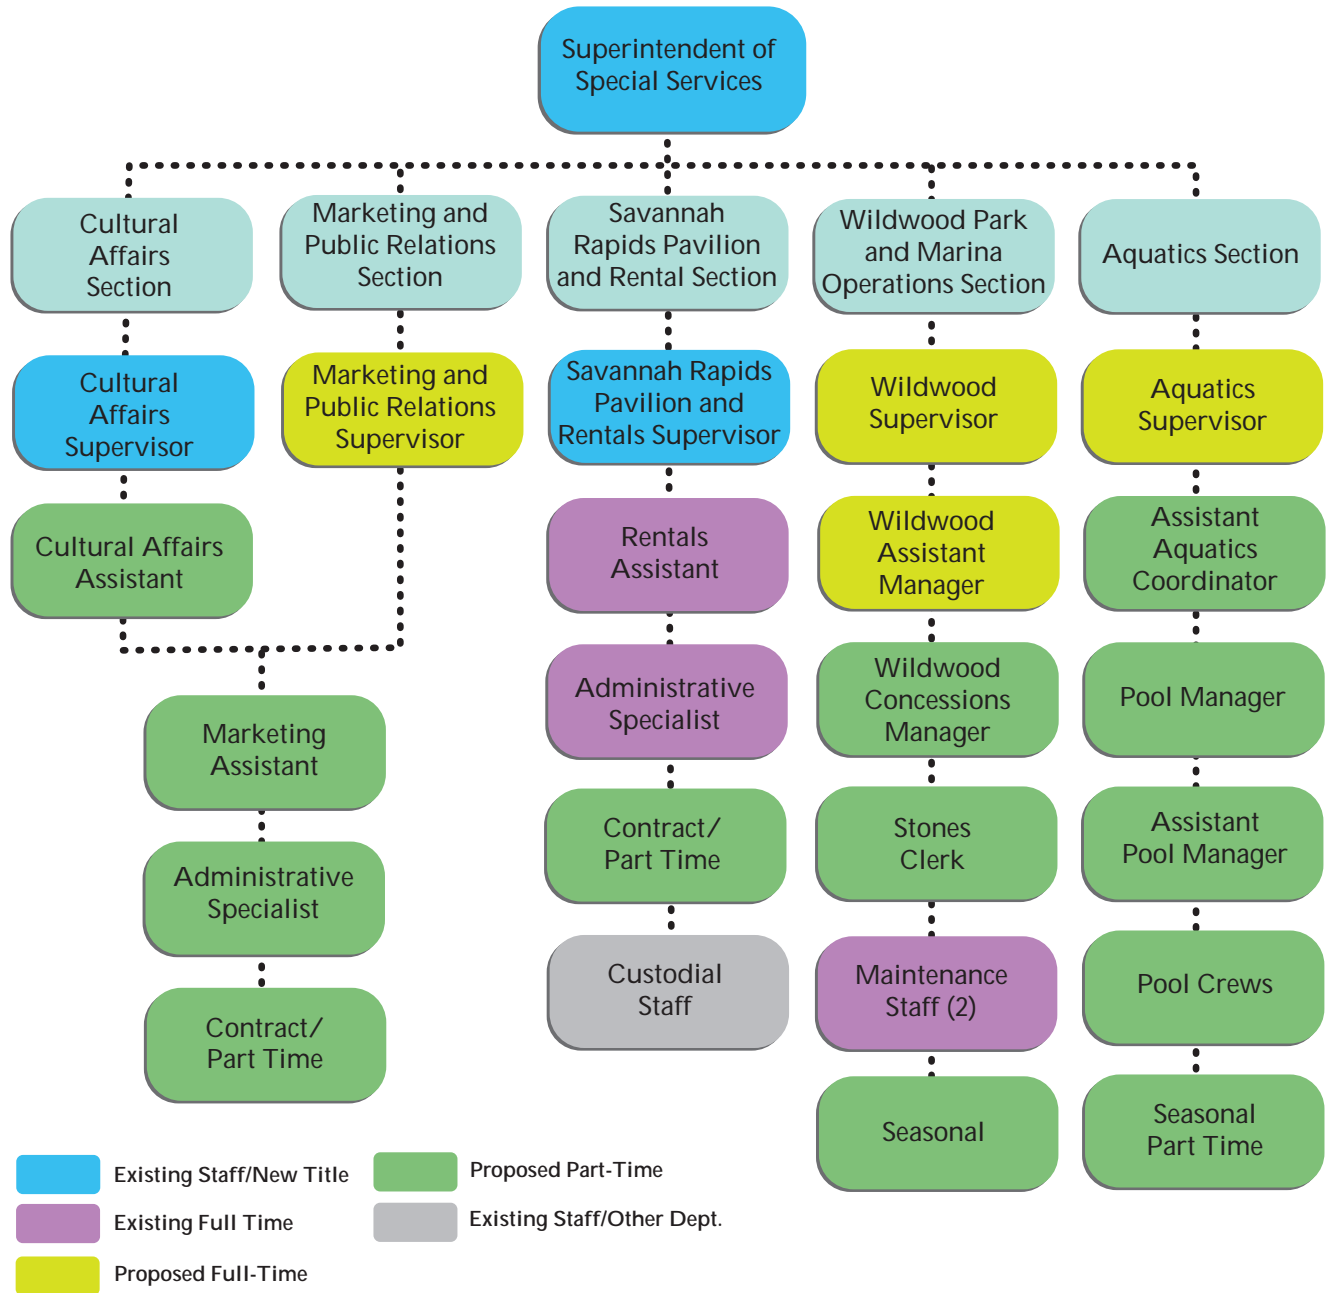 Superintendent of
Special Services
Cultural
Affairs
Section
Marketing and
Public Relations
Section
Savannah
Rapids Pavilion
and Rental Section
Wildwood Park
and Marina
Operations Section
Aquatics Section
Cultural
Affairs
Supervisor
Marketing and
Public Relations
Supervisor
Savannah Rapids
Pavilion and
Rentals Supervisor
Wildwood
Supervisor
Aquatics
Supervisor
Cultural Affairs
Assistant
Rentals
Assistant
Wildwood
Assistant
Manager
Assistant
Aquatics
Coordinator
Marketing
Assistant
Administrative
Specialist
Wildwood
Concessions
Manager
Pool Manager
Administrative
Specialist
Contract/
Part Time
Stones
Clerk
Assistant
Pool Manager
Contract/
Part Time
Custodial
Staff
Maintenance
Staff (2)
Pool Crews
Seasonal
Seasonal
Part Time
Existing Staff/New Title
Existing Full Time
Proposed Full-Time
Proposed Part-Time
Existing Staff/Other Dept.